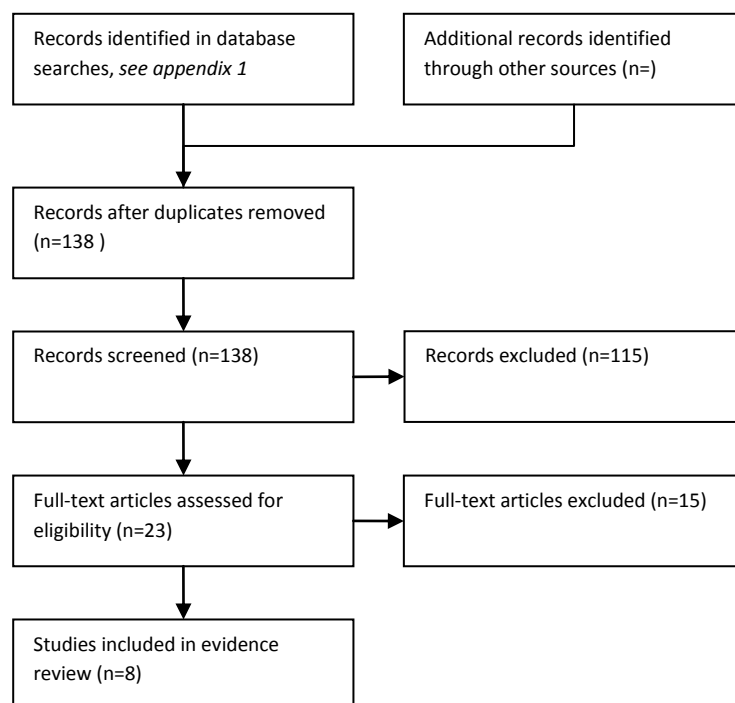 Records identified in database
searches, see appendix 1
Additional records identified
through other sources (n=)
Records after duplicates removed
(n=138 )
Records screened (n=138)
Records excluded (n=115)
Full-text articles assessed for
eligibility (n=23)
Full-text articles excluded (n=15)
Studies included in evidence
review (n=8)